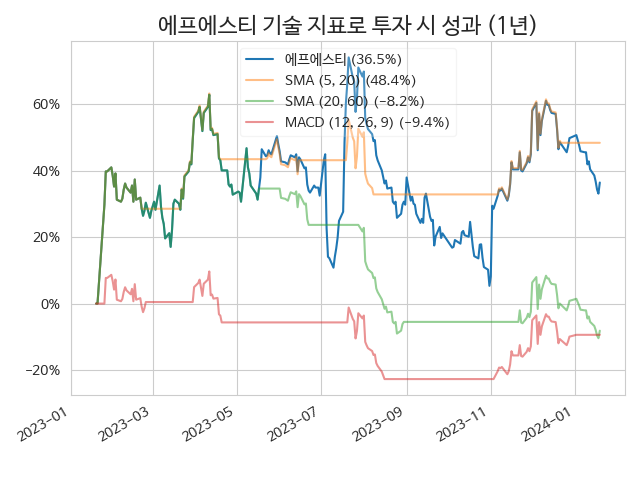 에프에스티 기술 지표로 투자 시 성과 (1년)
에프에스티 (36.5%)
SMA (5, 20) (48.4%)
SMA (20, 60) (−8.2%)
MACD (12, 26, 9) (−9.4%)
60%
40%
20%
0%
−20%
2023−01
2023−03
2023−05
2023−07
2023−09
2023−11
2024−01